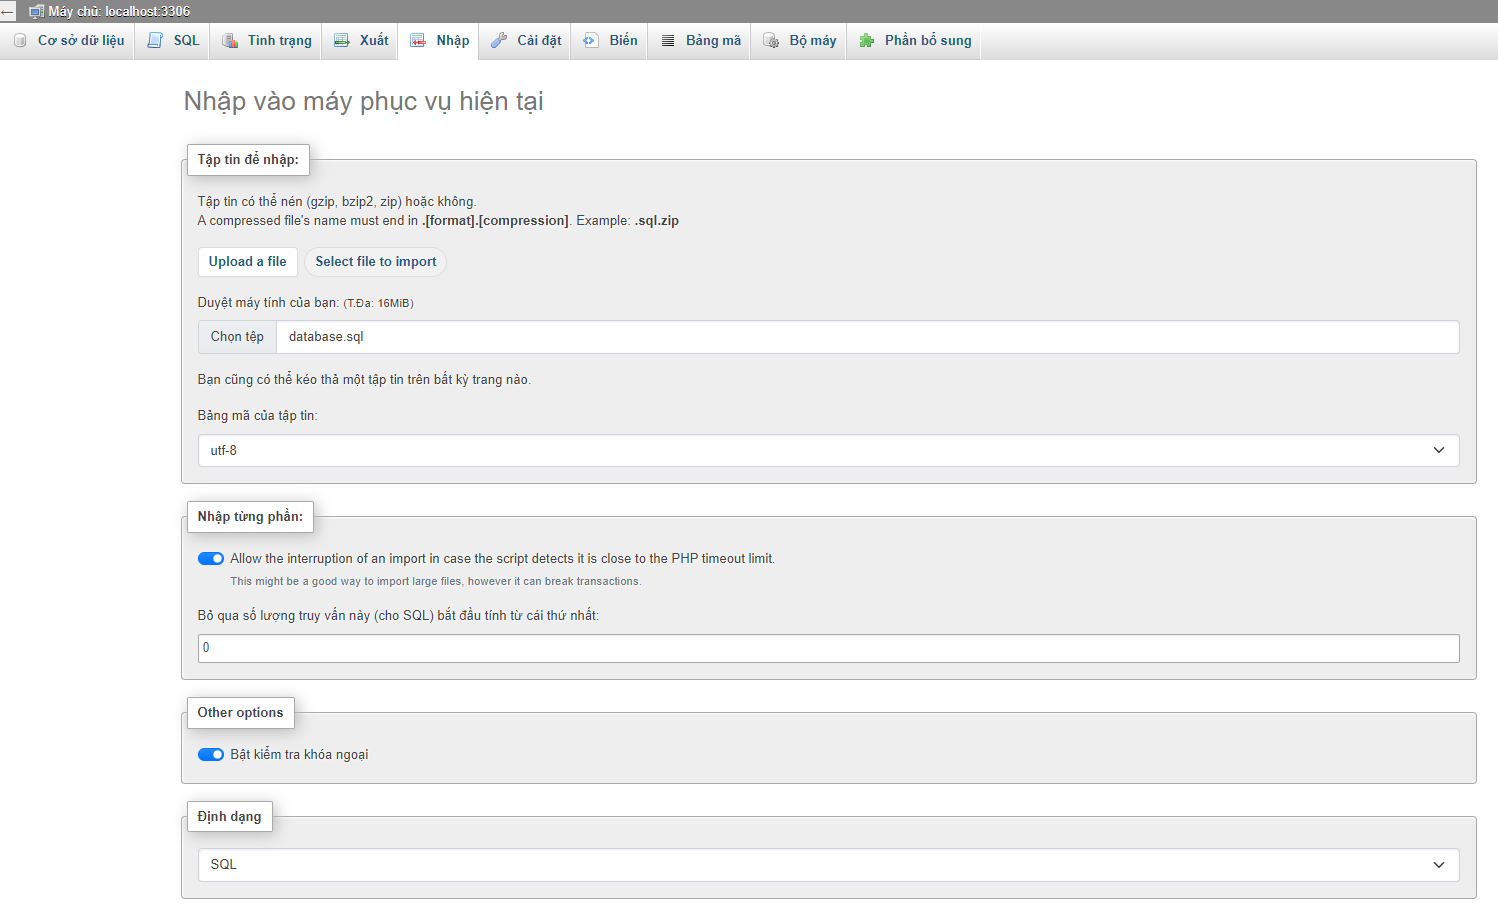 Máy chủ: localhost:3306
Cơ sở dữ liệu SQL Tình trạng Xuất Nhập Cài đặt Biến Bảng mã Bộ máy Phần bổ sung
Nhập vào máy phục vụ hiện tại
Tập tin để nhập:
Tập tin có thể nén (gzip, bzip2, zip) hoặc không.
A compressed file's name must end in .[format].[compression]. Example: .sql.zip
Upload a file Select file to import
Duyệt máy tính của bạn: (T.Đa: 16MiB)
Chọn tệp database.sql
Bạn cũng có thể kéo thả một tập tin trên bất kỳ trang nào.
Bảng mã của tập tin:
utf-8
Nhập từng phần:
Allow the interruption of an import in case the script detects it is close to the PHP timeout limit.
This might be a good way to import large files, however it can break transactions.
Bỏ qua số lượng truy vấn này (cho SQL) bắt đầu tính từ cái thứ nhất:
0
Other options
Bật kiểm tra khóa ngoại
Định dạng
SQL